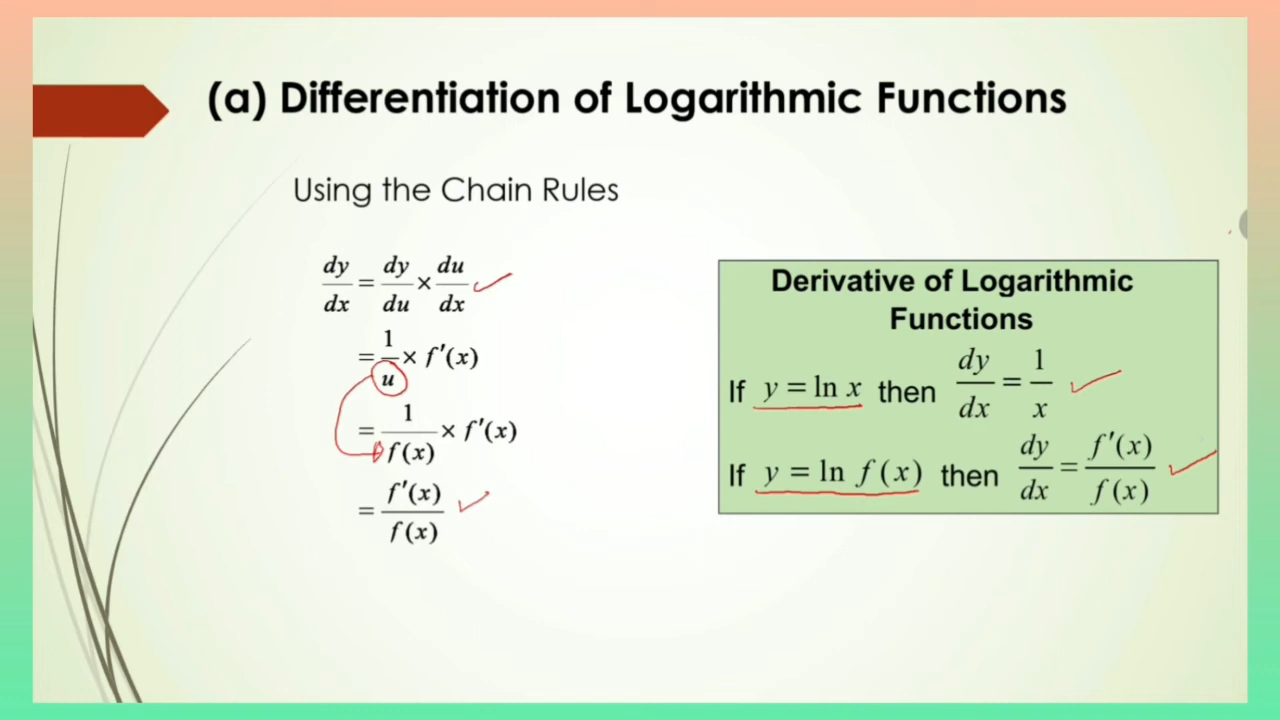 (a) Differentiation of Logarithmic Functions
Using the Chain Rules
dy/dx = dy/du × du/dx
= 1/u × f'(x)
= 1/f(x) × f'(x)
= f'(x)/f(x)
Derivative of Logarithmic
Functions
If y = ln x then dy/dx = 1/x
If y = ln f(x) then dy/dx = f'(x)/f(x)